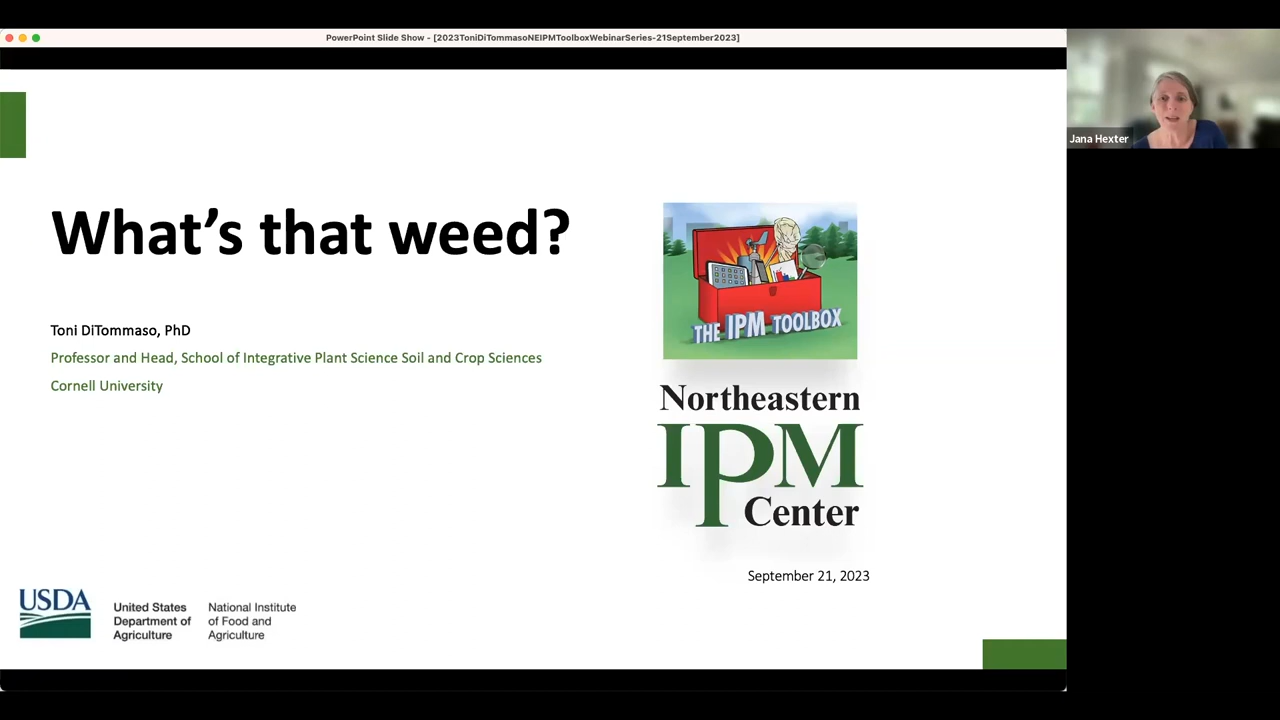 PowerPoint Slide Show - [2023ToniDiTommasoNEIPMToolboxWebinarSeries-21September2023]
Jana Hexter
What's that weed?
Toni DiTommaso, PhD
Professor and Head, School of Integrative Plant Science Soil and Crop Sciences
Cornell University
THE IPM TOOLBOX
Northeastern
IPM
Center
September 21, 2023
USDA
United States
Department of
Agriculture
National Institute
of Food and
Agriculture